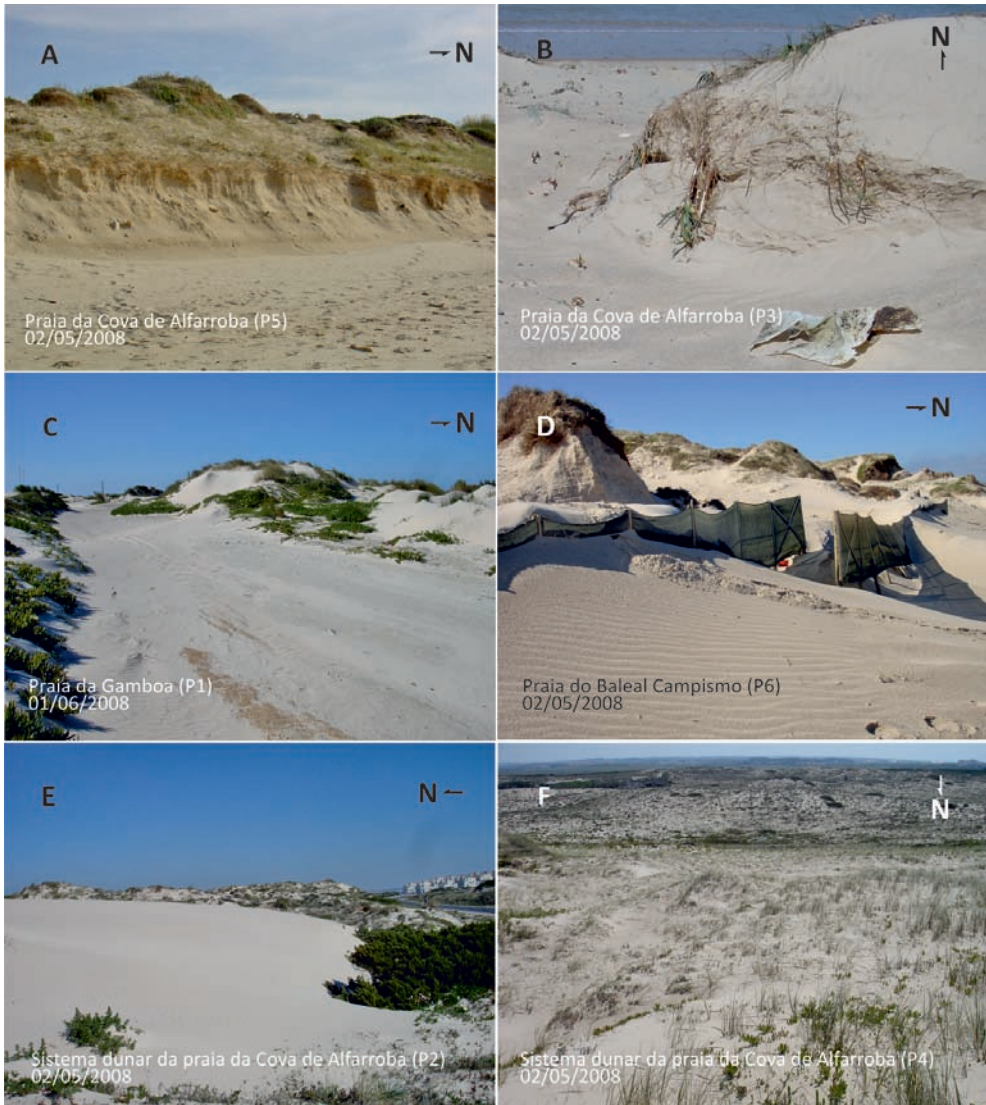 A
N
Praia da Cova de Alfarroba (P5)
02/05/2008
B
N
Praia da Cova de Alfarroba (P3)
02/05/2008
C
N
Praia da Gamboa (P1)
01/06/2008
D
N
Praia do Baleal Campismo (P6)
02/05/2008
E
N
Sistema dunar da praia da Cova de Alfarroba (P2)
02/05/2008
F
N
Sistema dunar da praia da Cova de Alfarroba (P4)
02/05/2008